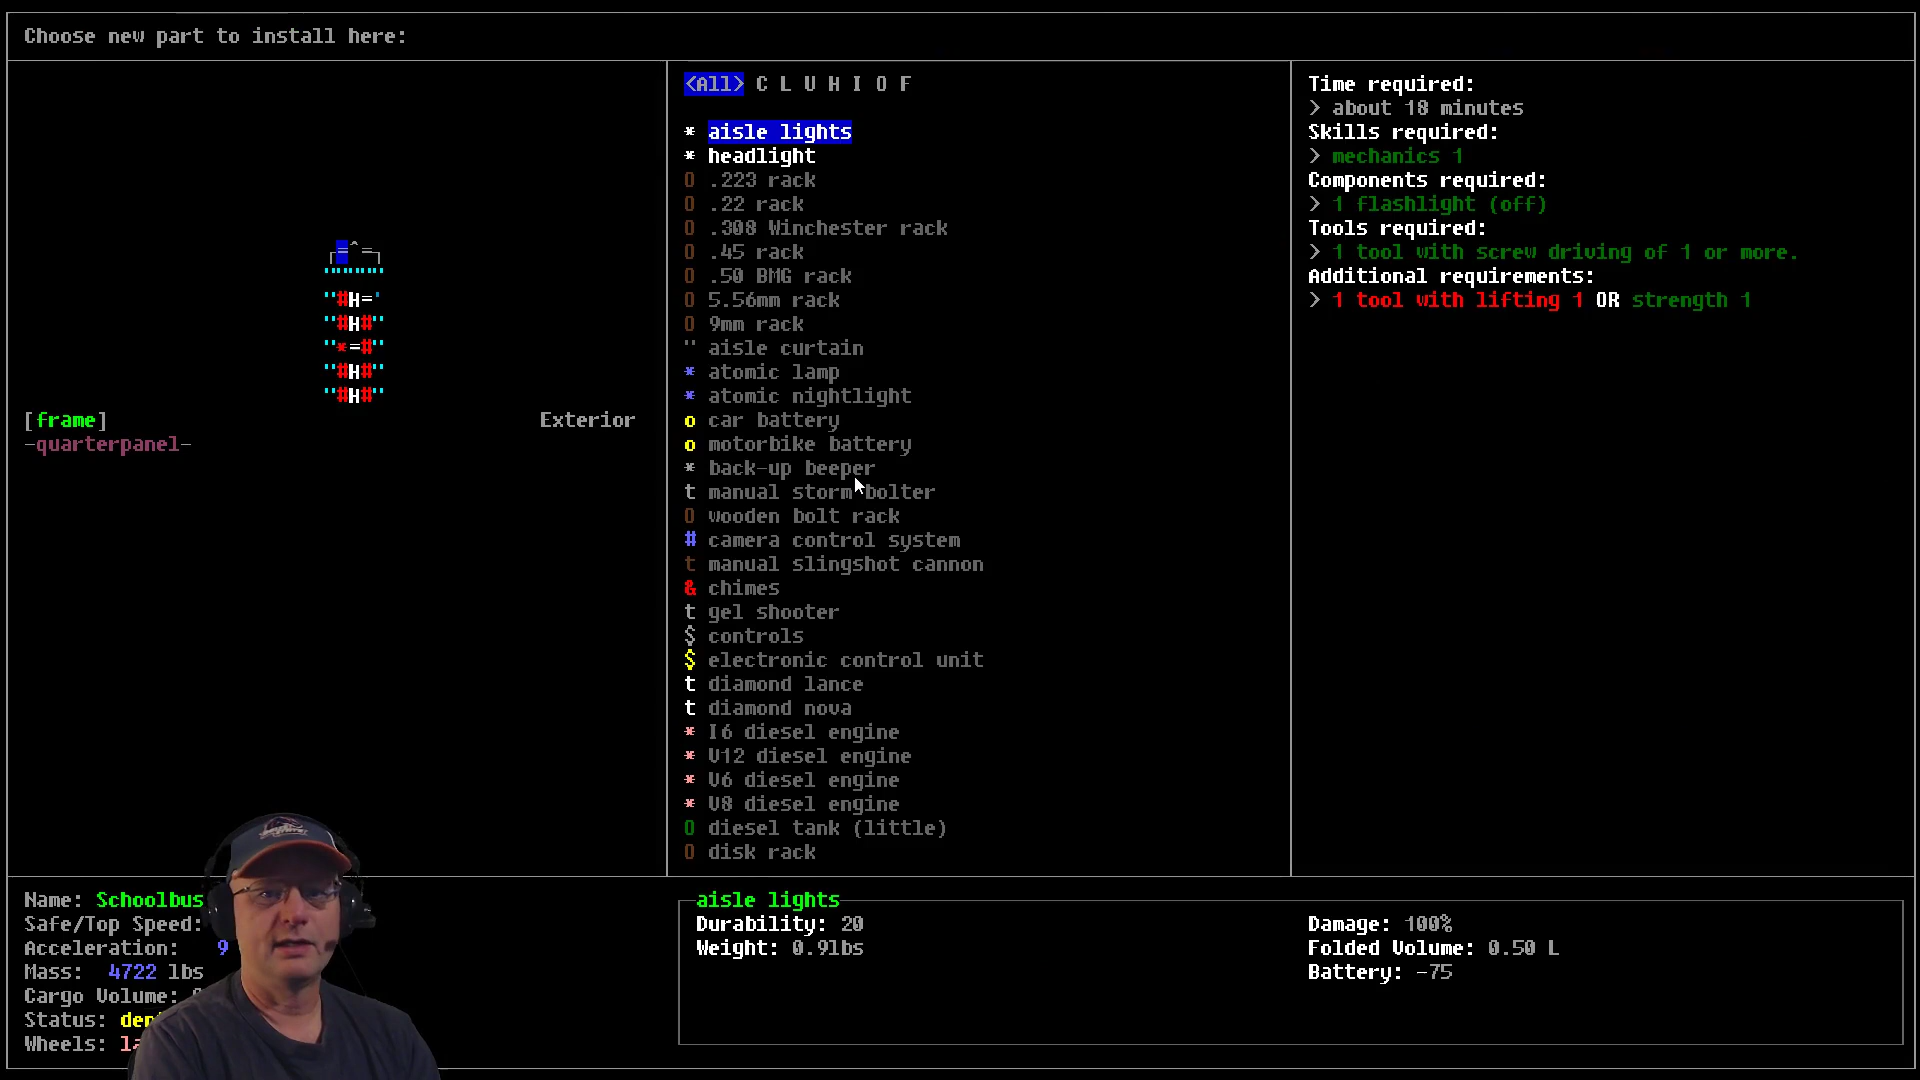 Choose new part to install here:
<All> C L U H I O F
* aisle lights
* headlight
O .223 rack
O .22 rack
O .308 Winchester rack
O .45 rack
O .50 BMG rack
O 5.56mm rack
O 9mm rack
" aisle curtain
* atomic lamp
* atomic nightlight
o car battery
o motorbike battery
* back-up beeper
t manual storm bolter
O wooden bolt rack
# camera control system
t manual slingshot cannon
& chimes
t gel shooter
$ controls
$ electronic control unit
t diamond lance
t diamond nova
* I6 diesel engine
* V12 diesel engine
* V6 diesel engine
* V8 diesel engine
O diesel tank (little)
O disk rack
Time required:
> about 18 minutes
Skills required:
> mechanics 1
Components required:
> 1 flashlight (off)
Tools required:
> 1 tool with screw driving of 1 or more.
Additional requirements:
> 1 tool with lifting 1 OR strength 1
[frame] Exterior
-quarterpanel-
Name: Schoolbus
Safe/Top Speed:
Acceleration: 9
Mass: 4722 lbs
Cargo Volume:
Status:
Wheels:
aisle lights
Durability: 20
Weight: 0.9lbs
Damage: 100%
Folded Volume: 0.50 L
Battery: -75